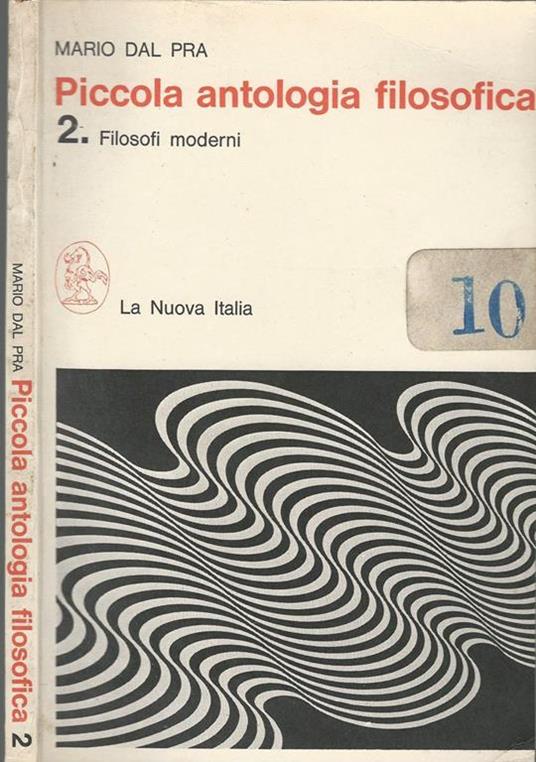 MARIO DAL PRA
Piccola antologia filosofica
2. Filosofi moderni
La Nuova Italia
10
MARIO DAL PRA Piccola antologia filosofica 2